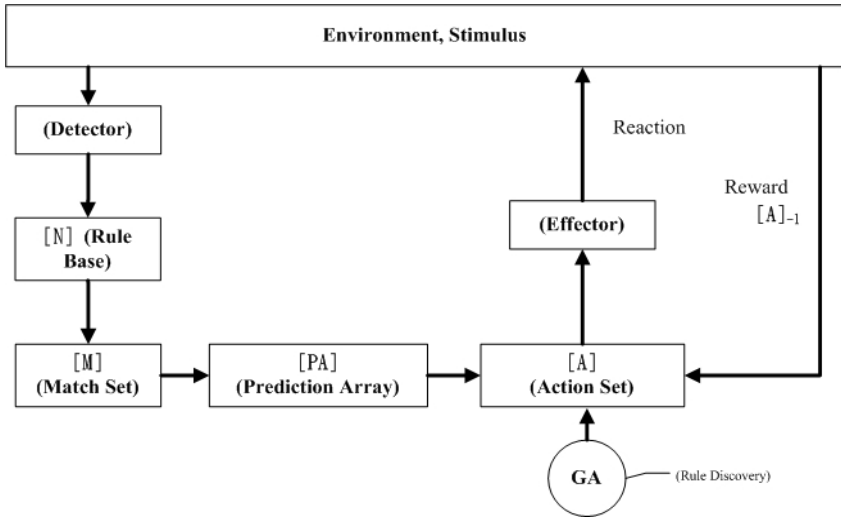 Environment, Stimulus
(Detector)
Reaction
Reward
[A]-1
[N] (Rule
Base)
(Effector)
[M]
(Match Set)
[PA]
(Prediction Array)
[A]
(Action Set)
GA
(Rule Discovery)